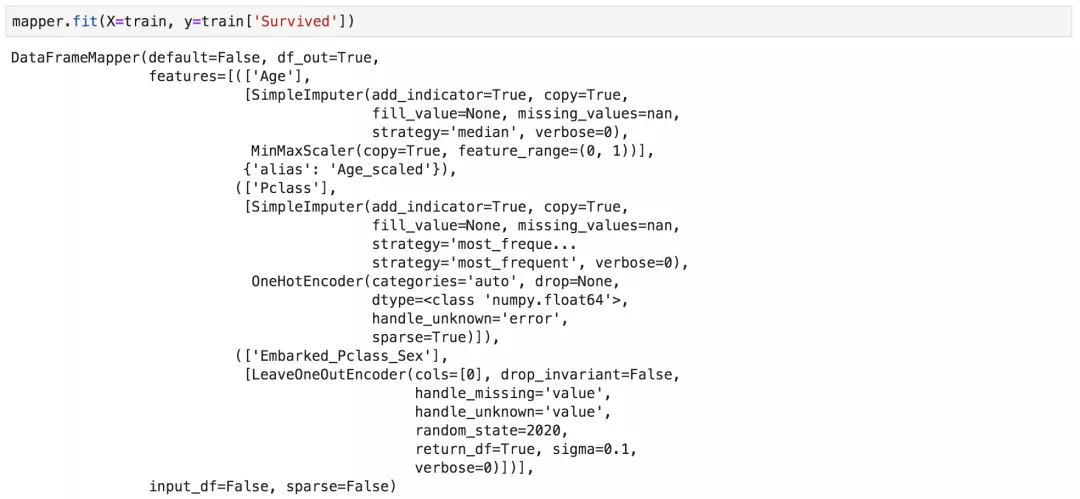 mapper.fit(X=train, y=train['Survived'])
DataFrameMapper(default=False, df_out=True,
features=[(['Age'],
[SimpleImputer(add_indicator=True, copy=True,
fill_value=None, missing_values=nan,
strategy='median', verbose=0),
MinMaxScaler(copy=True, feature_range=(0, 1))],
{'alias': 'Age_scaled'}),
(['Pclass'],
[SimpleImputer(add_indicator=True, copy=True,
fill_value=None, missing_values=nan,
strategy='most_freque...
strategy='most_frequent', verbose=0),
OneHotEncoder(categories='auto', drop=None,
dtype=<class 'numpy.float64'>,
handle_unknown='error',
sparse=True)]),
(['Embarked_Pclass_Sex'],
[LeaveOneOutEncoder(cols=[0], drop_invariant=False,
handle_missing='value',
handle_unknown='value',
random_state=2020,
return_df=True, sigma=0.1,
verbose=0)])],
input_df=False, sparse=False)